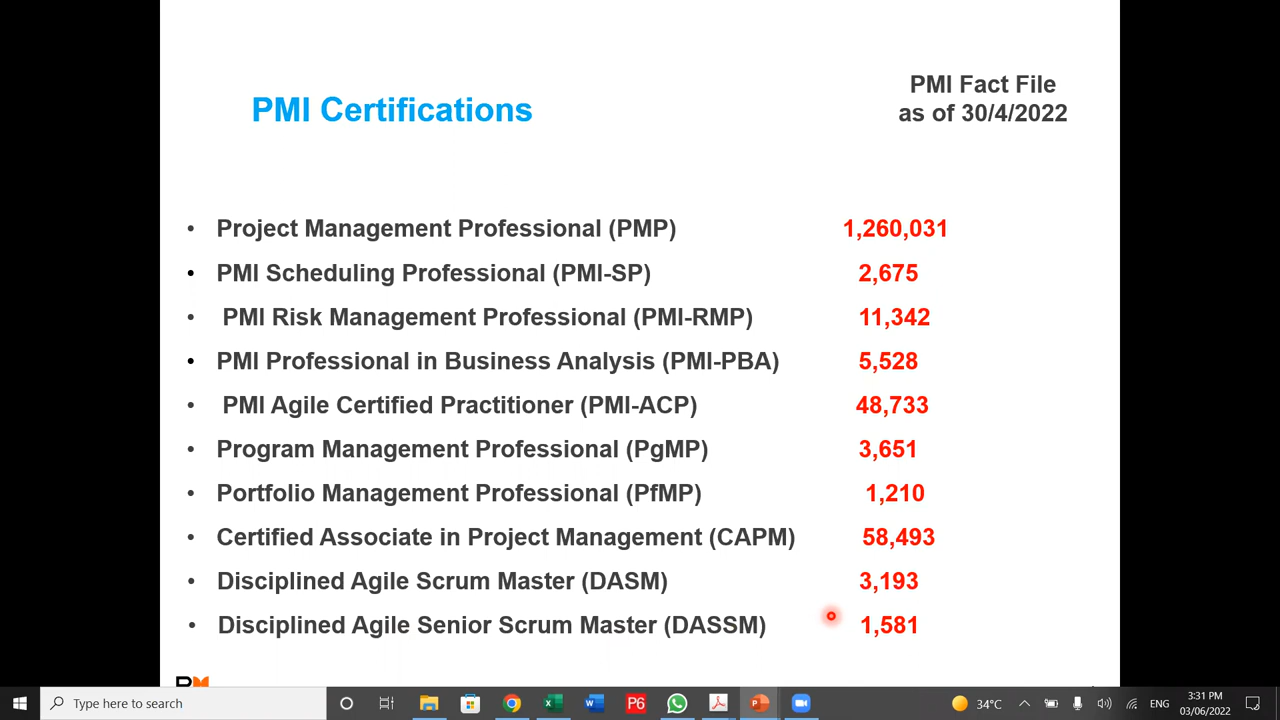 PMI Certifications
PMI Fact File
as of 30/4/2022
• Project Management Professional (PMP) 1,260,031
• PMI Scheduling Professional (PMI-SP) 2,675
• PMI Risk Management Professional (PMI-RMP) 11,342
• PMI Professional in Business Analysis (PMI-PBA) 5,528
• PMI Agile Certified Practitioner (PMI-ACP) 48,733
• Program Management Professional (PgMP) 3,651
• Portfolio Management Professional (PfMP) 1,210
• Certified Associate in Project Management (CAPM) 58,493
• Disciplined Agile Scrum Master (DASM) 3,193
• Disciplined Agile Senior Scrum Master (DASSM) 1,581
Type here to search
P6
34°C
ENG
3:31 PM
03/06/2022